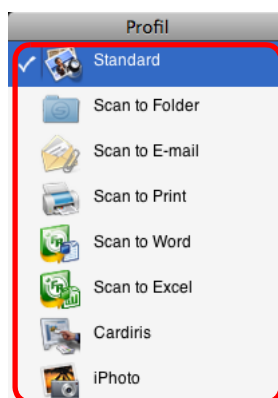 Profil
Standard
Scan to Folder
Scan to E-mail
Scan to Print
Scan to Word
Scan to Excel
Cardiris
iPhoto